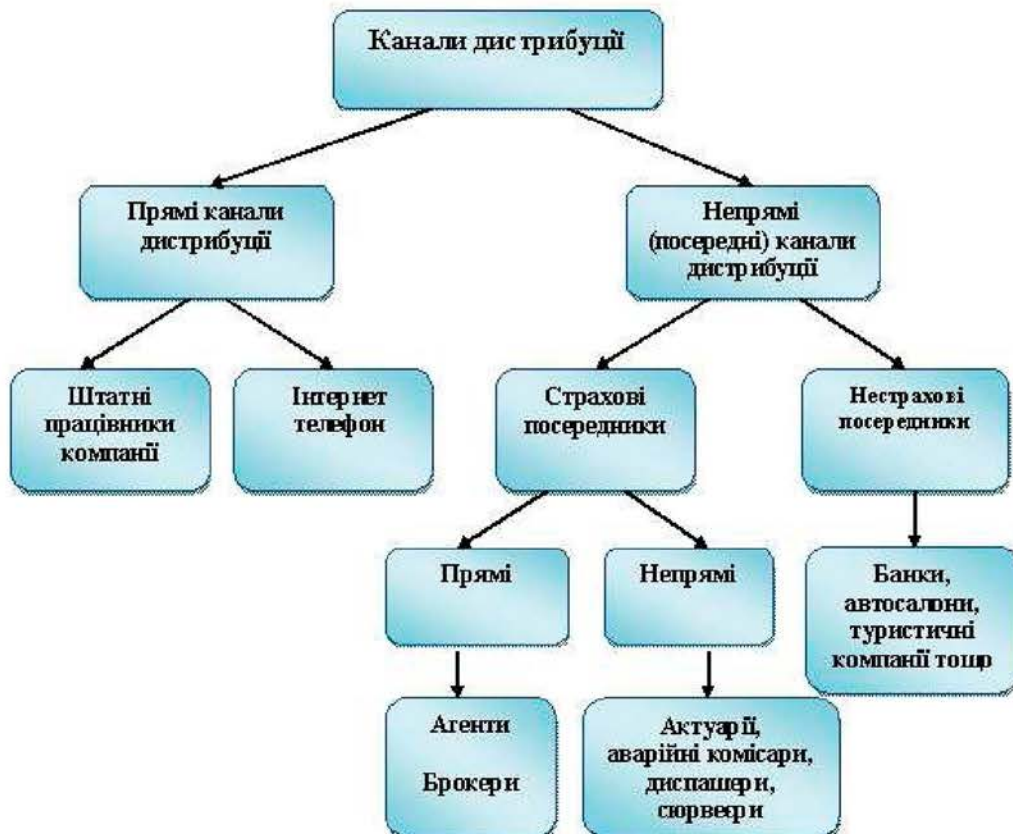 Канали дистрибуції
Прямі канали
дистрибуції
Непрямі
(посередні) канали
дистрибуції
Штатні
працівники
компанії
Інтернет
телефон
Страхові
посередники
Нестрахові
посередники
Прямі
Непрямі
Банки,
автосалони,
туристичні
компанії тощр
Агенти
Брокери
Актуарії,
аварійні комісари,
диспашери,
сюрвеєри